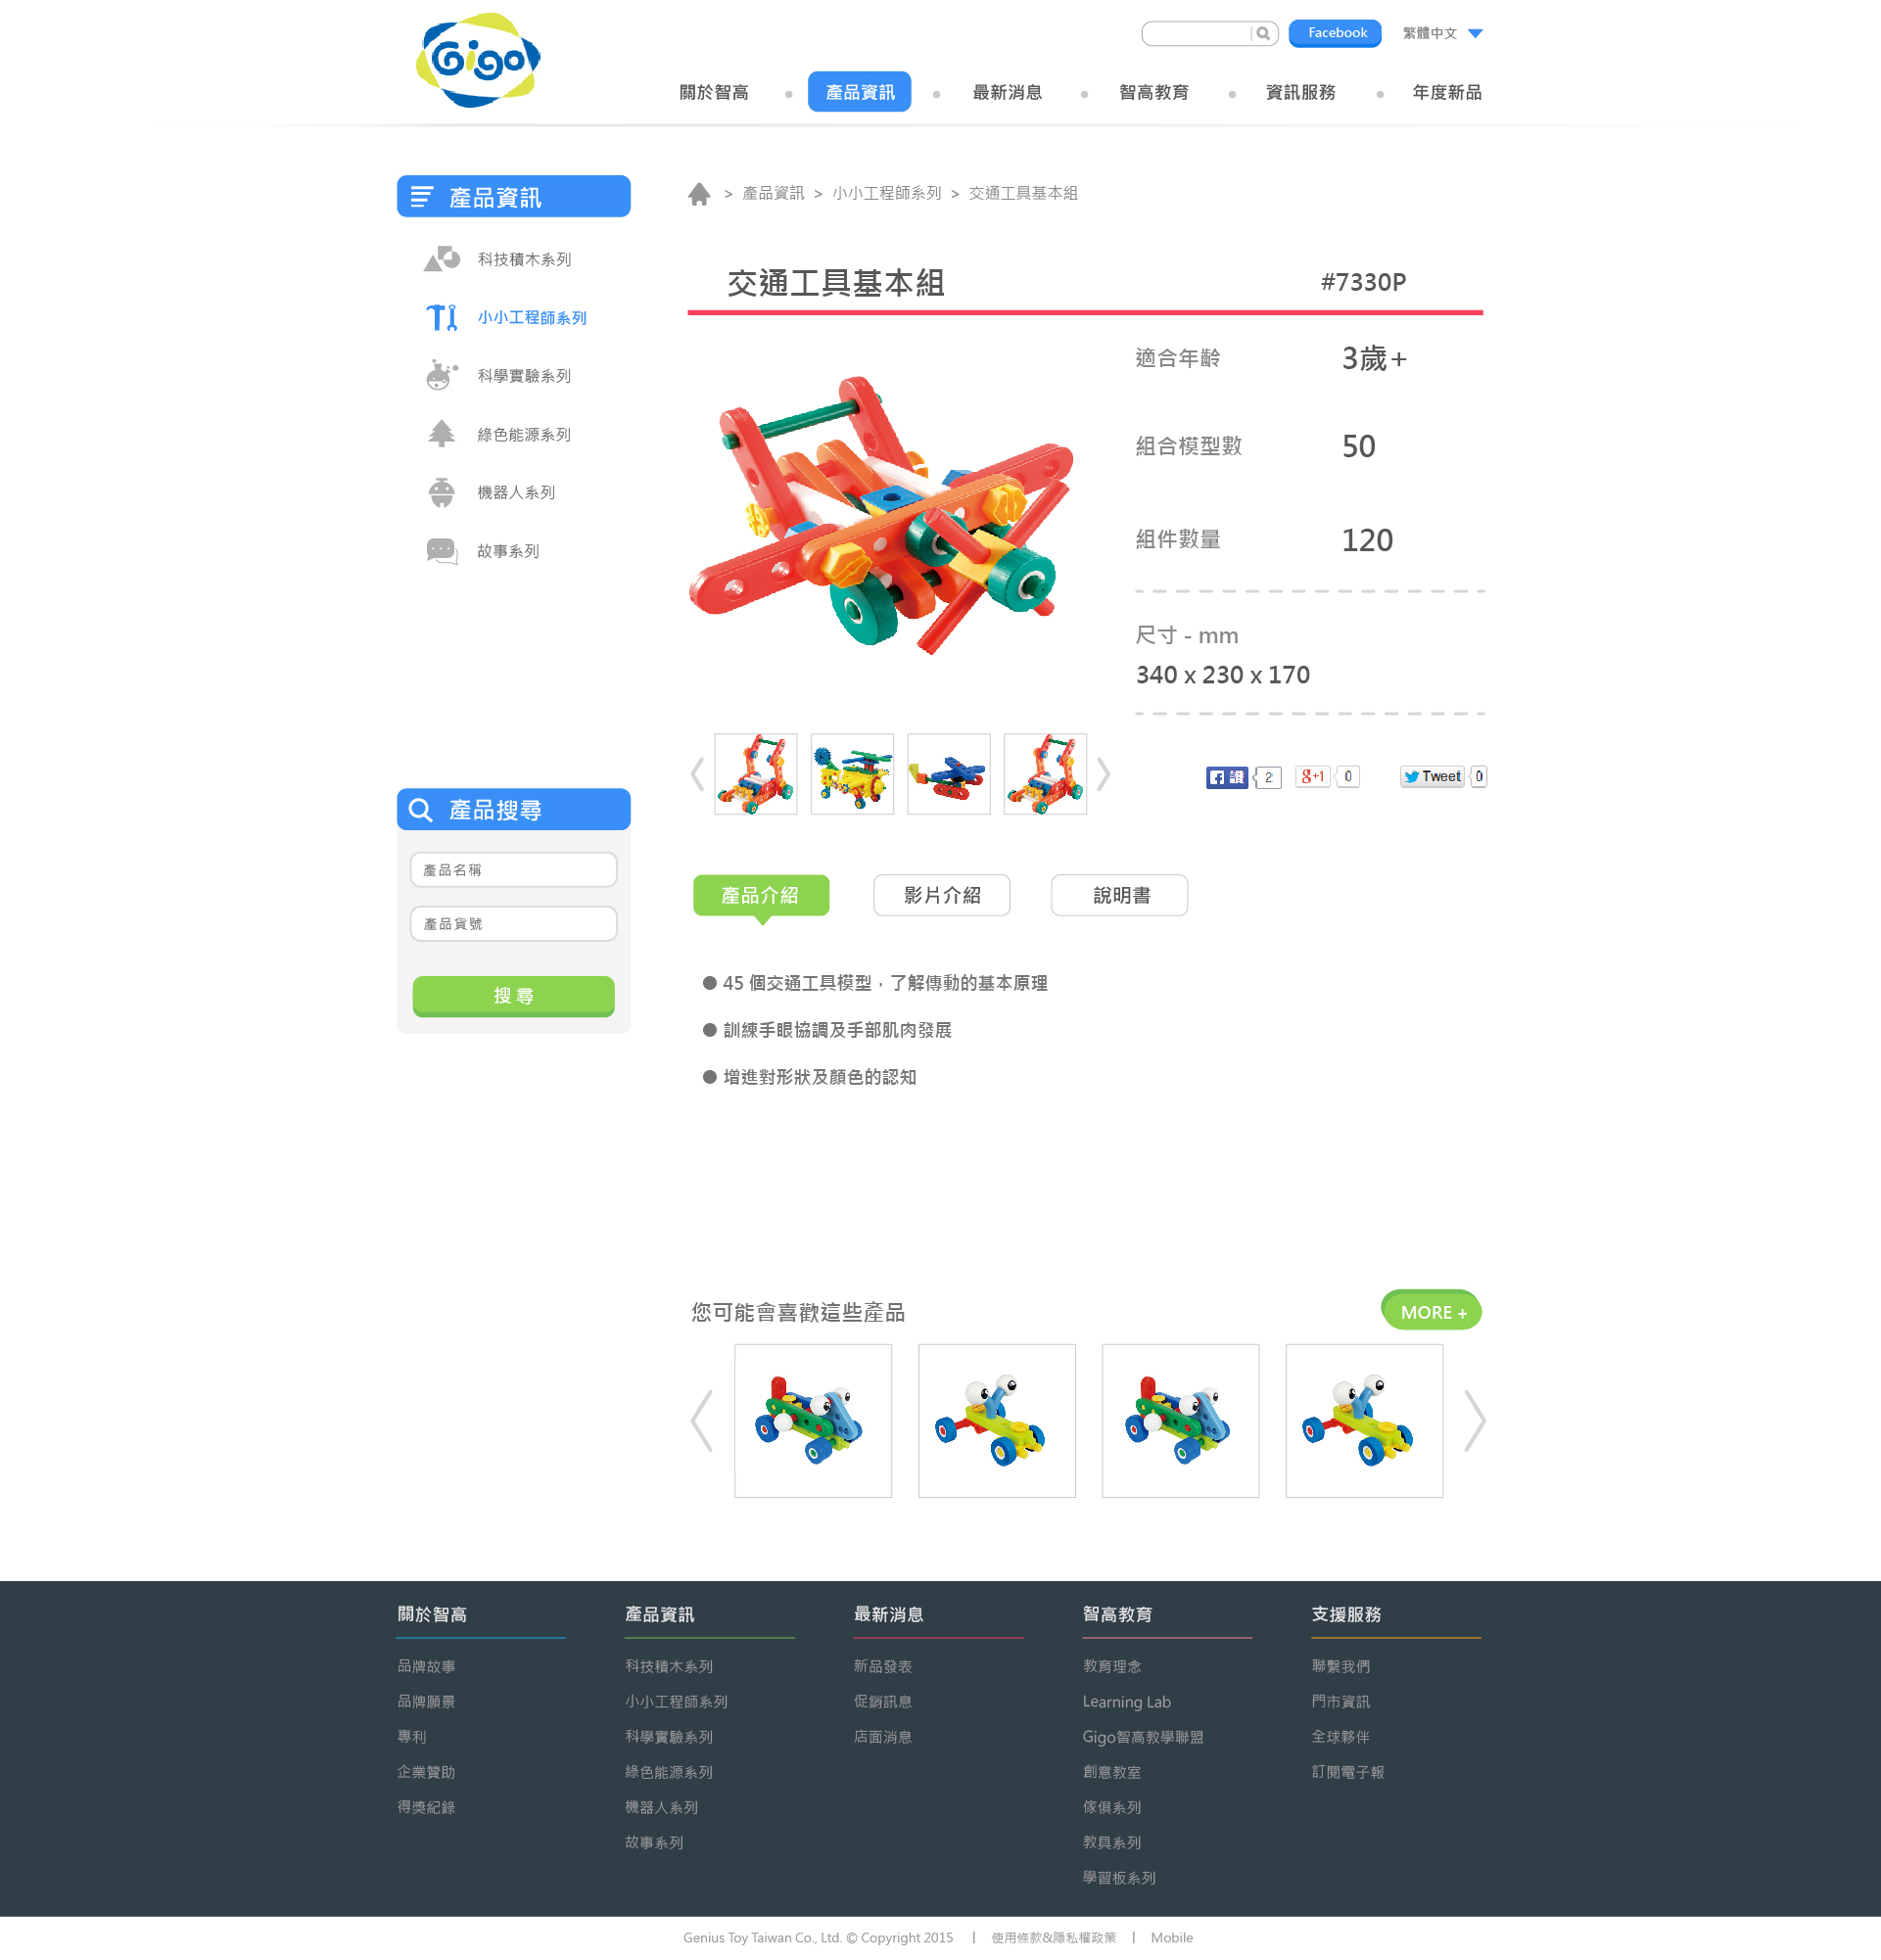 Gigo
Facebook
繁體中文
關於智高
產品資訊
最新消息
智高教育
資訊服務
年度新品
產品資訊
科技積木系列
小小工程師系列
科學實驗系列
綠色能源系列
機器人系列
故事系列
> 產品資訊 > 小小工程師系列 > 交通工具基本組
交通工具基本組
#7330P
適合年齡 3歲+
組合模型數 50
組件數量 120
尺寸 - mm
340 x 230 x 170
讚 2
g+1 0
Tweet 0
產品搜尋
產品名稱
產品貨號
搜 尋
產品介紹
影片介紹
說明書
● 45 個交通工具模型，了解傳動的基本原理
● 訓練手眼協調及手部肌肉發展
● 增進對形狀及顏色的認知
您可能會喜歡這些產品
MORE +
關於智高
品牌故事
品牌願景
專利
企業贊助
得獎紀錄
產品資訊
科技積木系列
小小工程師系列
科學實驗系列
綠色能源系列
機器人系列
故事系列
最新消息
新品發表
促銷訊息
店面消息
智高教育
教育理念
Learning Lab
Gigo智高教學聯盟
創意教室
傢俱系列
教具系列
學習板系列
支援服務
聯繫我們
門市資訊
全球夥伴
訂閱電子報
Genius Toy Taiwan Co., Ltd. © Copyright 2015 | 使用條款&隱私權政策 | Mobile